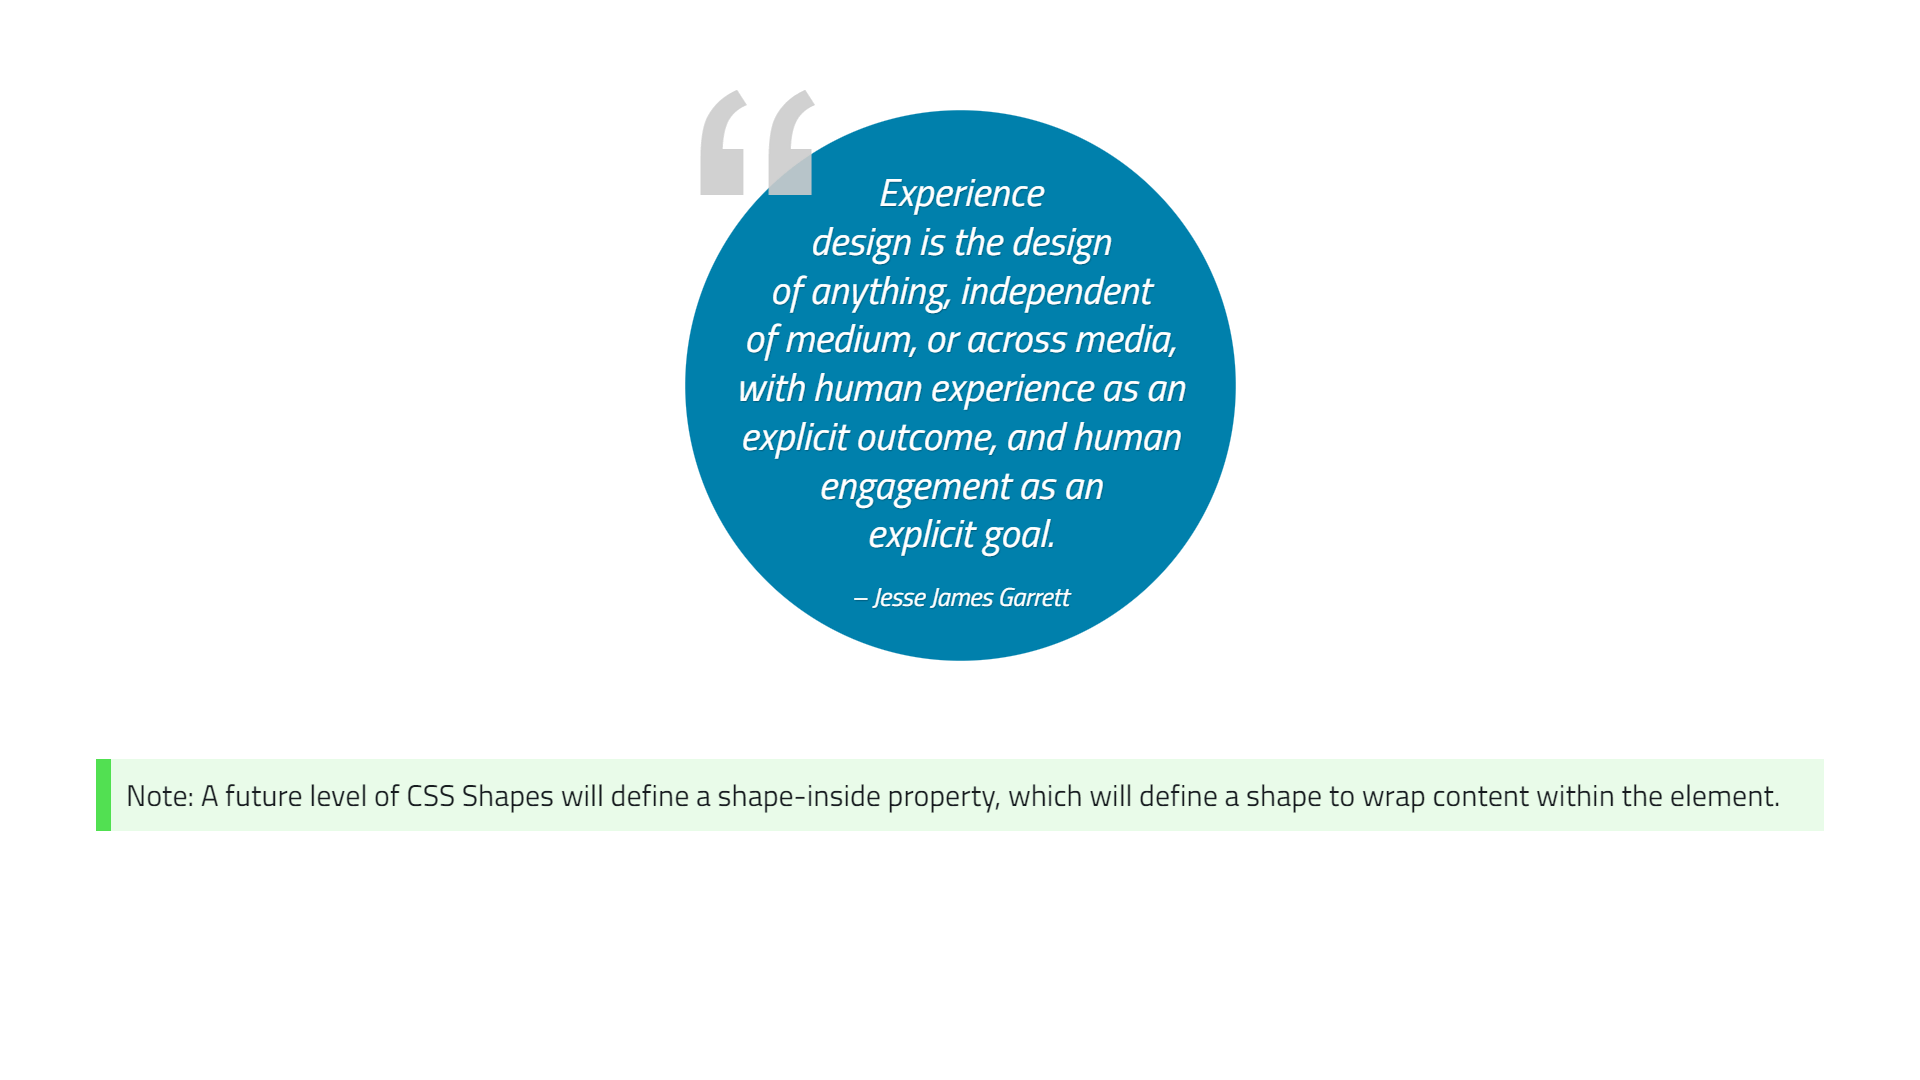 “
Experience
design is the design
of anything, independent
of medium, or across media,
with human experience as an
explicit outcome, and human
engagement as an
explicit goal.
– Jesse James Garrett
Note: A future level of CSS Shapes will define a shape-inside property, which will define a shape to wrap content within the element.